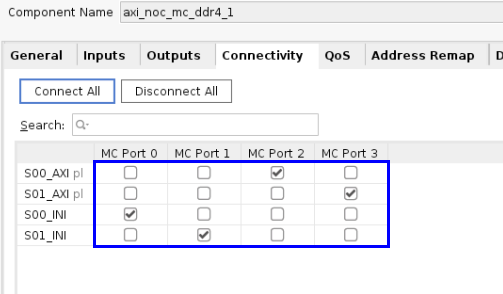 Component Name axi_noc_mc_ddr4_1
General Inputs Outputs Connectivity QoS Address Remap D
Connect All Disconnect All
Search:
MC Port 0 MC Port 1 MC Port 2 MC Port 3
S00_AXI pl
S01_AXI pl
S00_INI
S01_INI